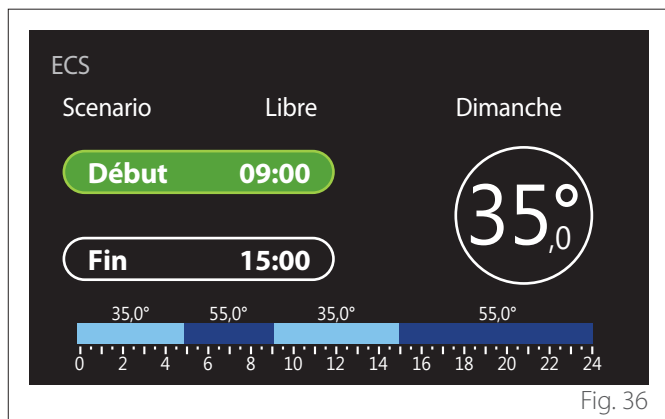 ECS
Scenario Libre Dimanche
Début 09:00
35,0°
Fin 15:00
35,0° 55,0° 35,0° 55,0°
0 2 4 6 8 10 12 14 16 18 20 22 24
Fig. 36